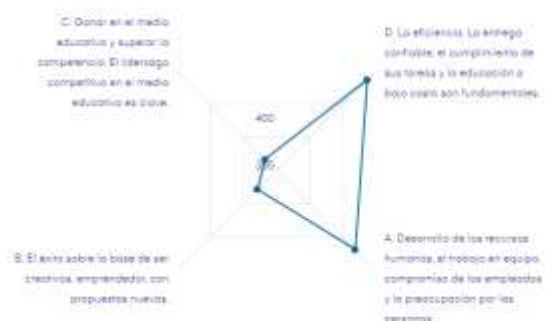 C. Ganar en el medio
educativo y superar la
competencia. El liderazgo
competitivo en el medio
educativo es clave.
D. La eficiencia. La entrega
confiable, el cumplimiento de
sus tareas y la educación a
bajo costo son fundamentales.
400
B. El éxito sobre la base de ser
creativos, emprendedor, con
propuestas nuevas.
A. Desarrollo de los recursos
humanos, el trabajo en equipo
compromiso de los empleados
y la preocupación por las
personas